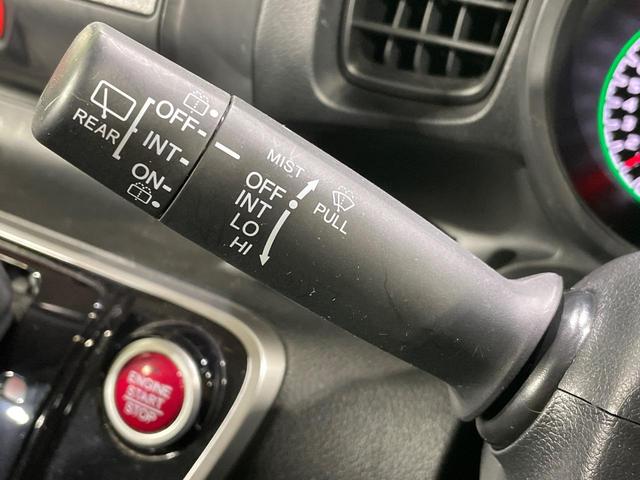 REAR
OFF
INT
ON
MIST
OFF
INT
LO
HI
PULL
ENGINE
START
STOP